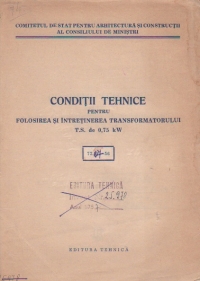 COMITETUL DE STAT PENTRU ARHITECTURĂ ȘI CONSTRUCȚII
AL CONSILIULUI DE MINIȘTRI
CONDIȚII TEHNICE
PENTRU
FOLOSIREA ȘI ÎNTREȚINEREA TRANSFORMATORULUI
T.S. de 0,75 kW
EDITURA TEHNICĂ
EDITURA TEHNICĂ